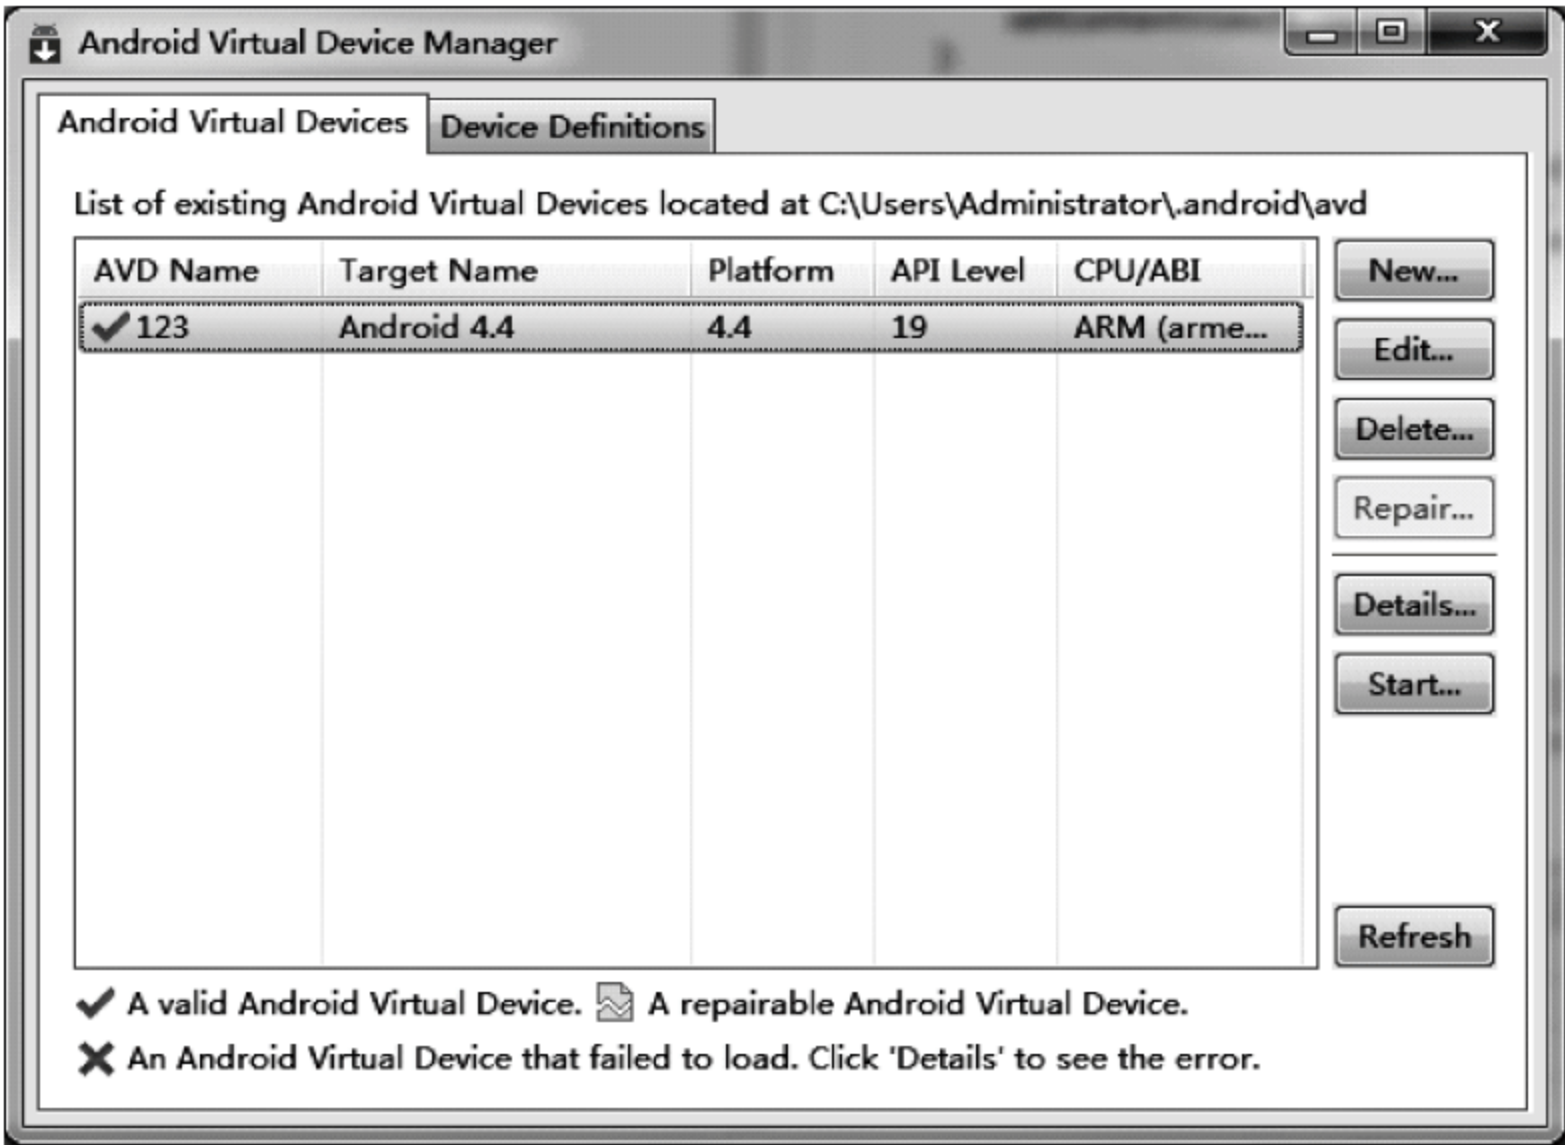 Android Virtual Device Manager
Android Virtual Devices
Device Definitions
List of existing Android Virtual Devices located at C:\Users\Administrator\.android\avd
AVD Name Target Name Platform API Level CPU/ABI
123 Android 4.4 4.4 19 ARM (arme...
New...
Edit...
Delete...
Repair...
Details...
Start...
Refresh
A valid Android Virtual Device. A repairable Android Virtual Device.
An Android Virtual Device that failed to load. Click 'Details' to see the error.